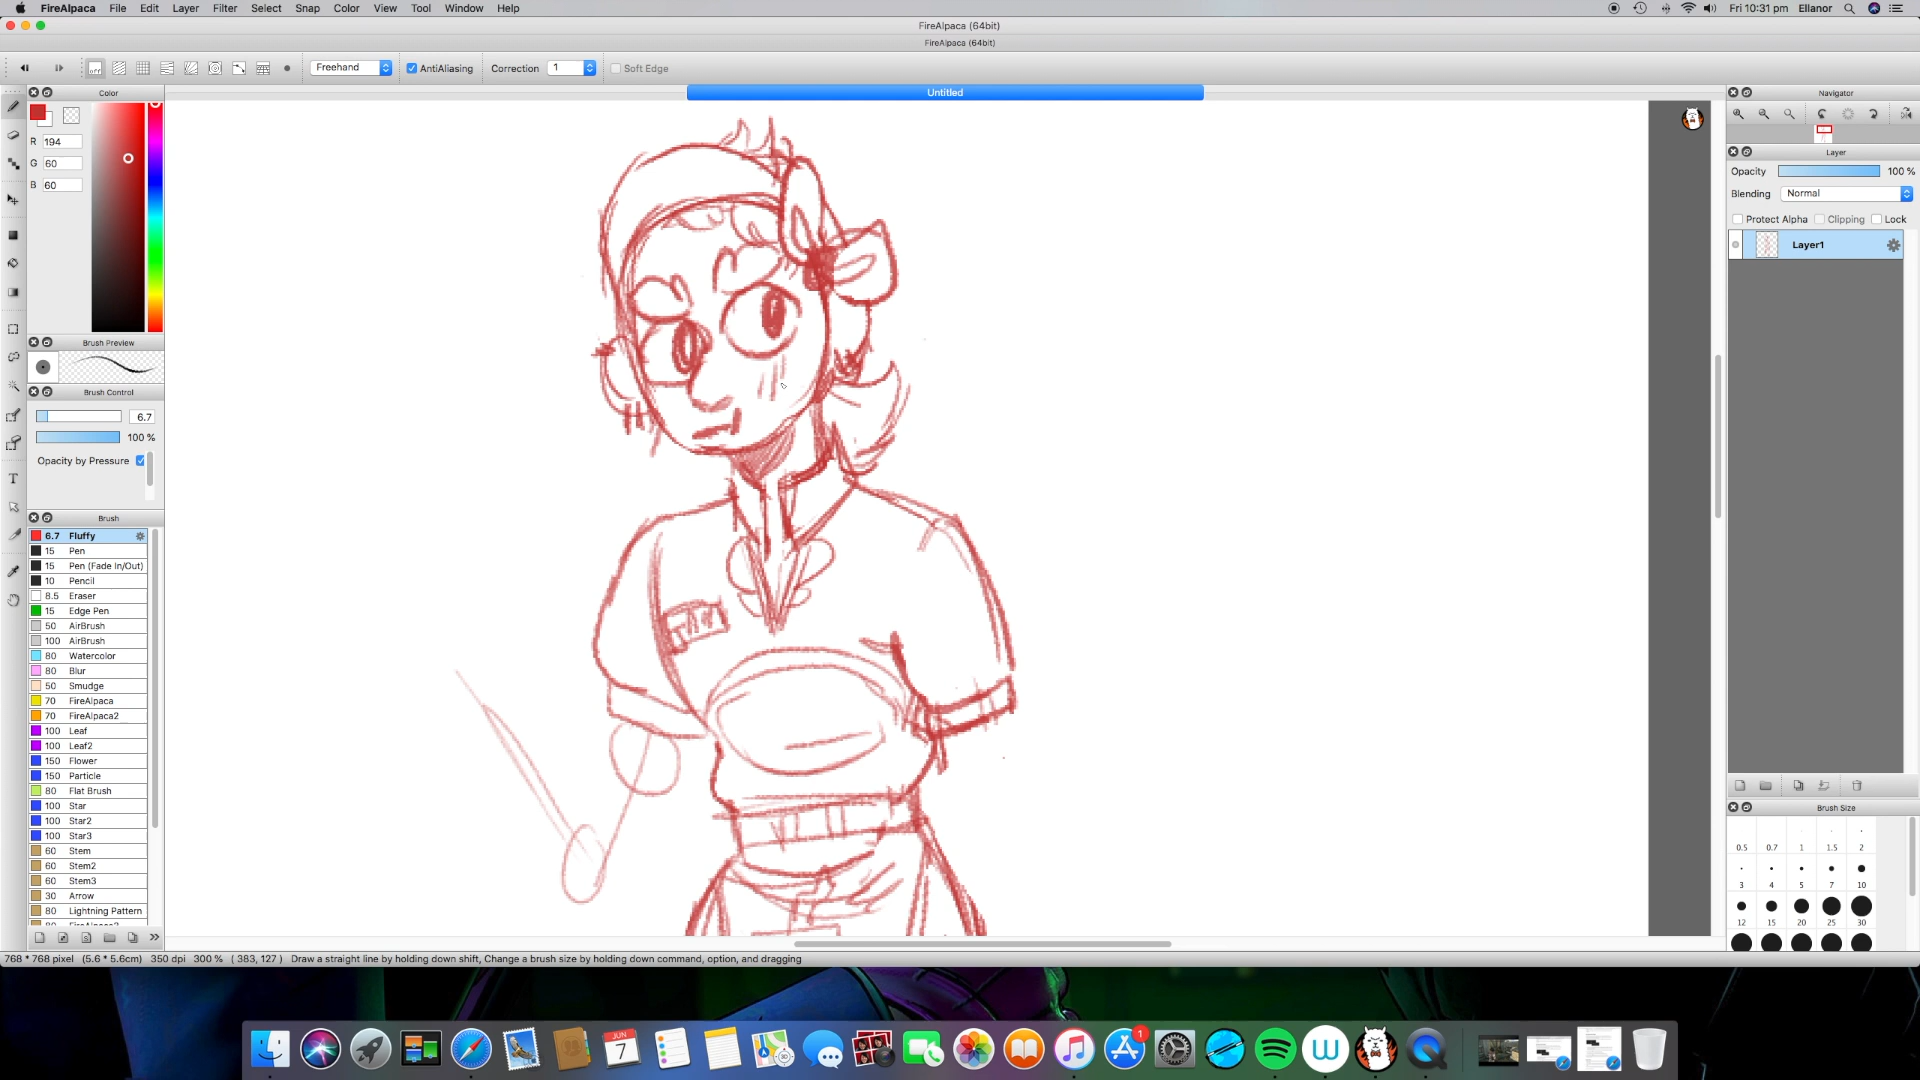 FireAlpaca File Edit Layer Filter Select Snap Color View Tool Window Help Fri 10:31 pm Ellanor
FireAlpaca (64bit)
FireAlpaca (64bit)
off Freehand AntiAliasing Correction 1 Soft Edge
Color Untitled Navigator
R 194
G 60
B 60
Layer
Opacity 100 %
Blending Normal
Protect Alpha Clipping Lock
Layer1
Brush Preview
Brush Control
6.7
100 %
Opacity by Pressure
Brush
6.7 Fluffy
15 Pen
15 Pen (Fade In/Out)
10 Pencil
8.5 Eraser
15 Edge Pen
50 AirBrush
100 AirBrush
80 Watercolor
80 Blur
50 Smudge
70 FireAlpaca
70 FireAlpaca2
100 Leaf
100 Leaf2
150 Flower
150 Particle
80 Flat Brush
100 Star
100 Star2
100 Star3
60 Stem
60 Stem2
60 Stem3
30 Arrow
80 Lightning Pattern
Brush Size
0.5 0.7 1 1.5 2
3 4 5 7 10
12 15 20 25 30
768 * 768 pixel (5.6 * 5.6cm) 350 dpi 300 % ( 383, 127 ) Draw a straight line by holding down shift, Change a brush size by holding down command, option, and dragging
JUN
7
1